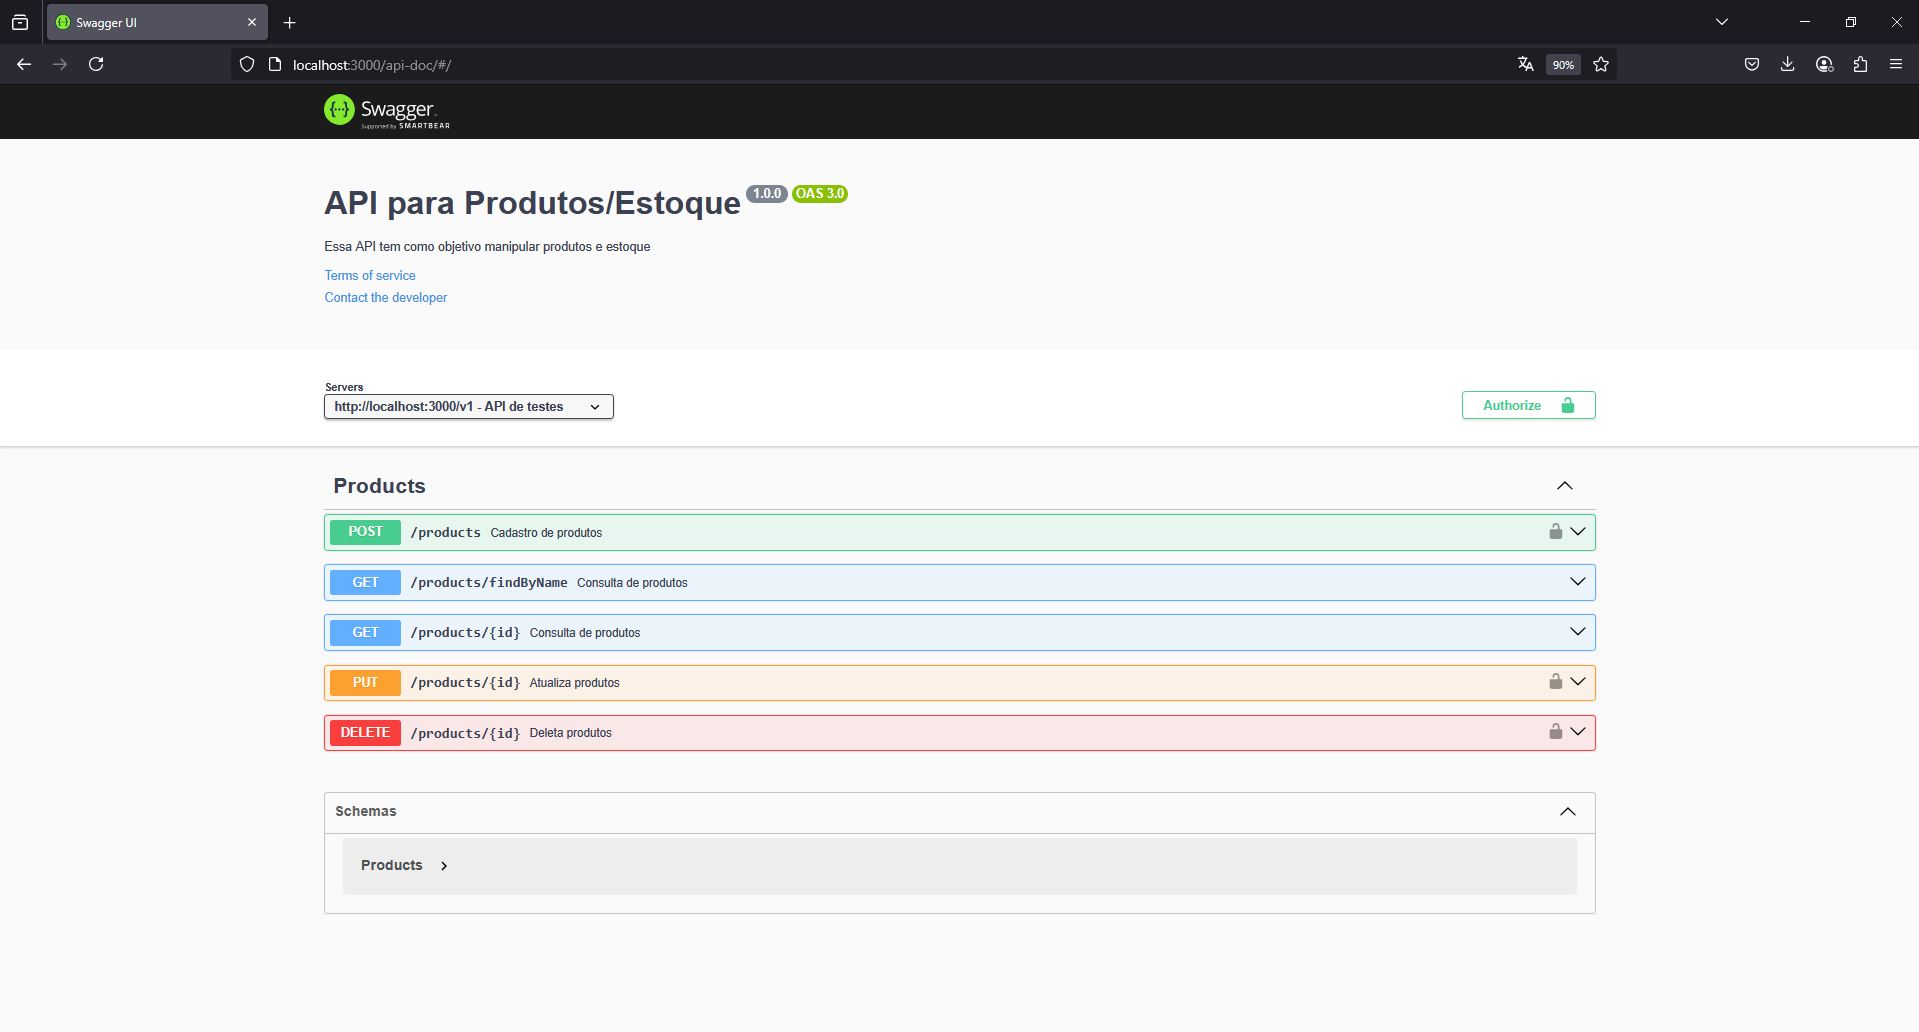 Swagger UI
localhost:3000/api-doc/#/
90%
Swagger
Supported by SMARTBEAR
API para Produtos/Estoque 1.0.0 OAS 3.0
Essa API tem como objetivo manipular produtos e estoque
Terms of service
Contact the developer
Servers
http://localhost:3000/v1 - API de testes
Authorize
Products
POST /products Cadastro de produtos
GET /products/findByName Consulta de produtos
GET /products/{id} Consulta de produtos
PUT /products/{id} Atualiza produtos
DELETE /products/{id} Deleta produtos
Schemas
Products